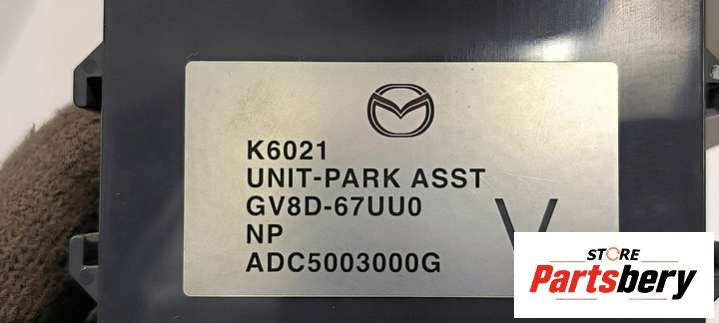 K6021
UNIT-PARK ASST
GV8D-67UU0
NP
ADC5003000G
V
STORE
Partsbery